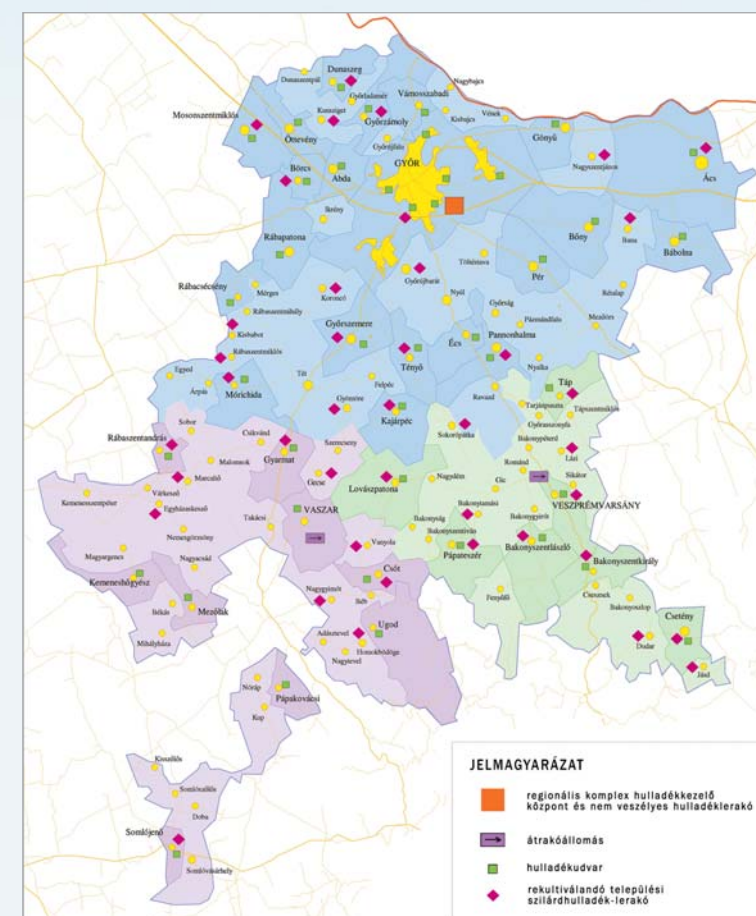 Dunaszeg
Nagybajcs
Dunaszentpál
Győrladamér
Vámosszabadi
Kunsziget
Kisbajcs
Vének
Mosonszentmiklós
Győrzámoly
Gönyű
Öttevény
Győrújfalu
Ács
GYŐR
Nagyszentjános
Börcs
Abda
Ikrény
Bőny
Bana
Rábapatona
Bábolna
Töltéstava
Pér
Győrújbarát
Rábacsécsény
Mérges
Koroncó
Nyúl
Rétalap
Rábaszentmihály
Győrság
Pázmándfalu
Mezőörs
Kisbabot
Győrszemere
Écs
Pannonhalma
Rábaszentmiklós
Tényő
Nyalka
Egyed
Árpás
Mórichida
Tét
Felpéc
Táp
Ravazd
Tarjánpuszta
Tápszentmiklós
Gyömöre
Kajárpéc
Győrasszonyfa
Sobor
Sokorópátka
Bakonypéterd
Rábaszentandrás
Csikvánd
Gyarmat
Szerecseny
Lázi
Malomsok
Románd
Marcaltő
Gecse
Lovászpatona
Nagydém
Gic
Sikátor
Kemenesszentpéter
Várkesző
VESZPRÉMVARSÁNY
Egyházaskesző
VASZAR
Bakonytamási
Bakonyság
Bakonygyirót
Takácsi
Nemesgörzsöny
Bakonyszentiván
Vanyola
Pápateszér
Bakonyszentlászló
Magyargencs
Nagyacsád
Bakonyszentkirály
Csót
Kemeneshőgyész
Nagygyimót
Béb
Fenyőfő
Csesznek
Bakonyoszlop
Békás
Mezőlak
Csetény
Ugod
Adásztevel
Mihályháza
Homokbödöge
Dudar
Nagytevel
Jásd
Nóráp
Pápakovácsi
Kup
Kisszőlős
Somlószőlős
Doba
Somlójenő
Somlóvásárhely
JELMAGYARÁZAT
regionális komplex hulladékkezelő
központ és nem veszélyes hulladéklerakó
átrakóállomás
hulladékudvar
rekultiválandó települési
szilárdhulladék-lerakó